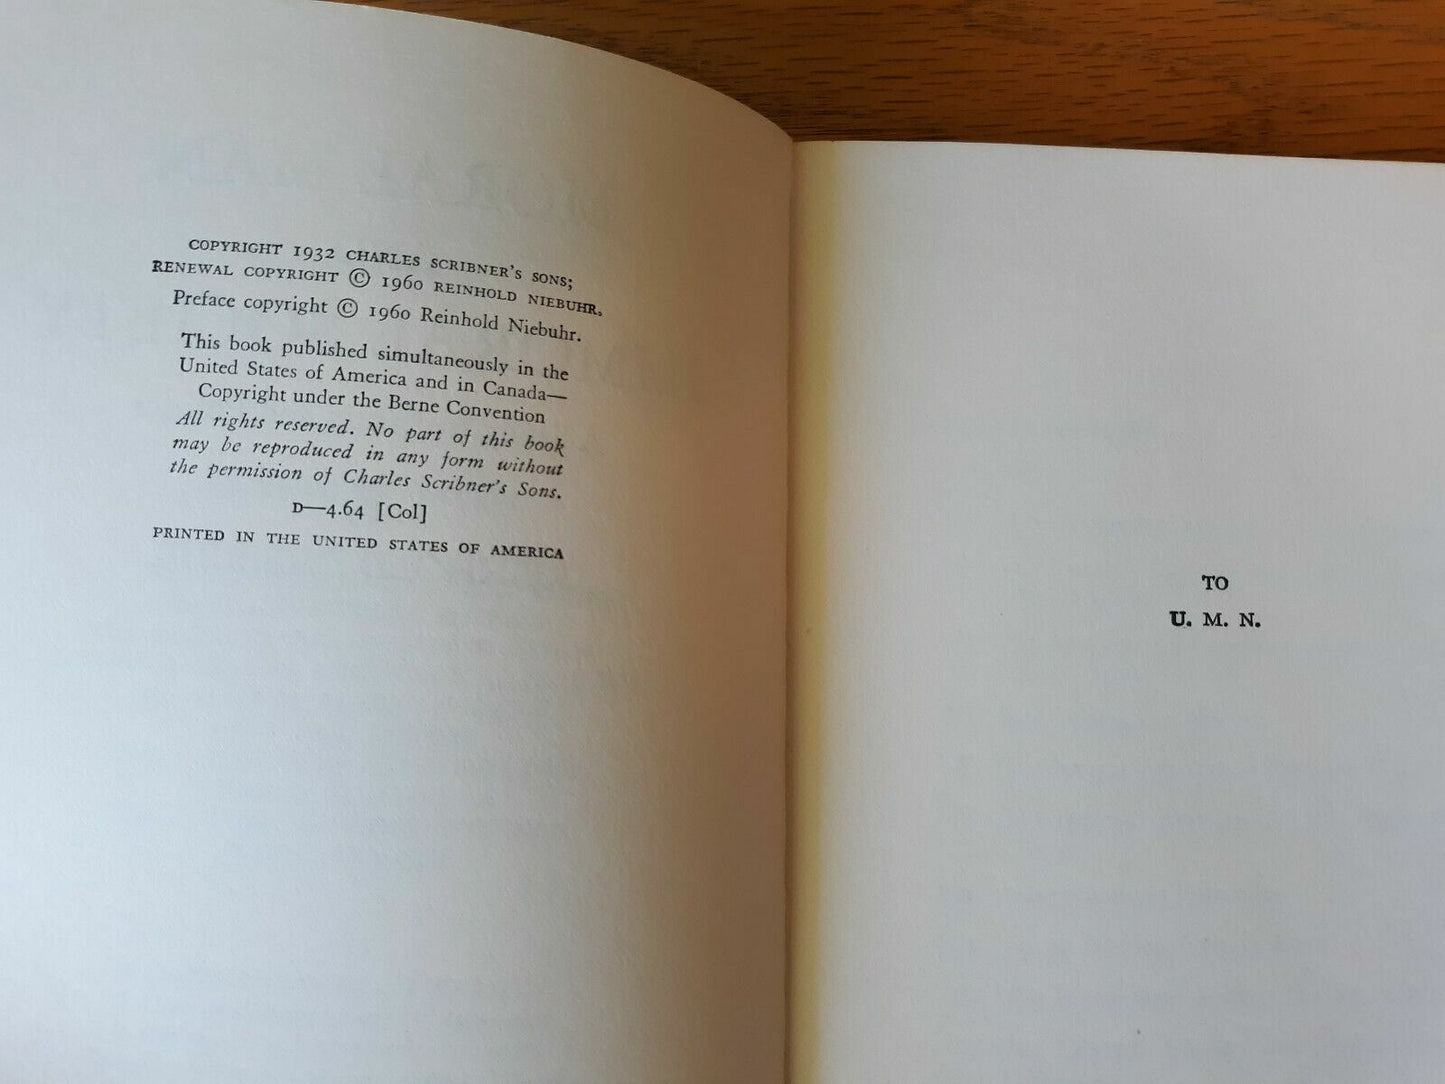 COPYRIGHT 1932 CHARLES SCRIBNER'S SONS;
RENEWAL COPYRIGHT © 1960 REINHOLD NIEBUHR.
Preface copyright © 1960 Reinhold Niebuhr.
This book published simultaneously in the
United States of America and in Canada—
Copyright under the Berne Convention
All rights reserved. No part of this book
may be reproduced in any form without
the permission of Charles Scribner's Sons.
D—4.64 [Col]
PRINTED IN THE UNITED STATES OF AMERICA
TO
U. M. N.